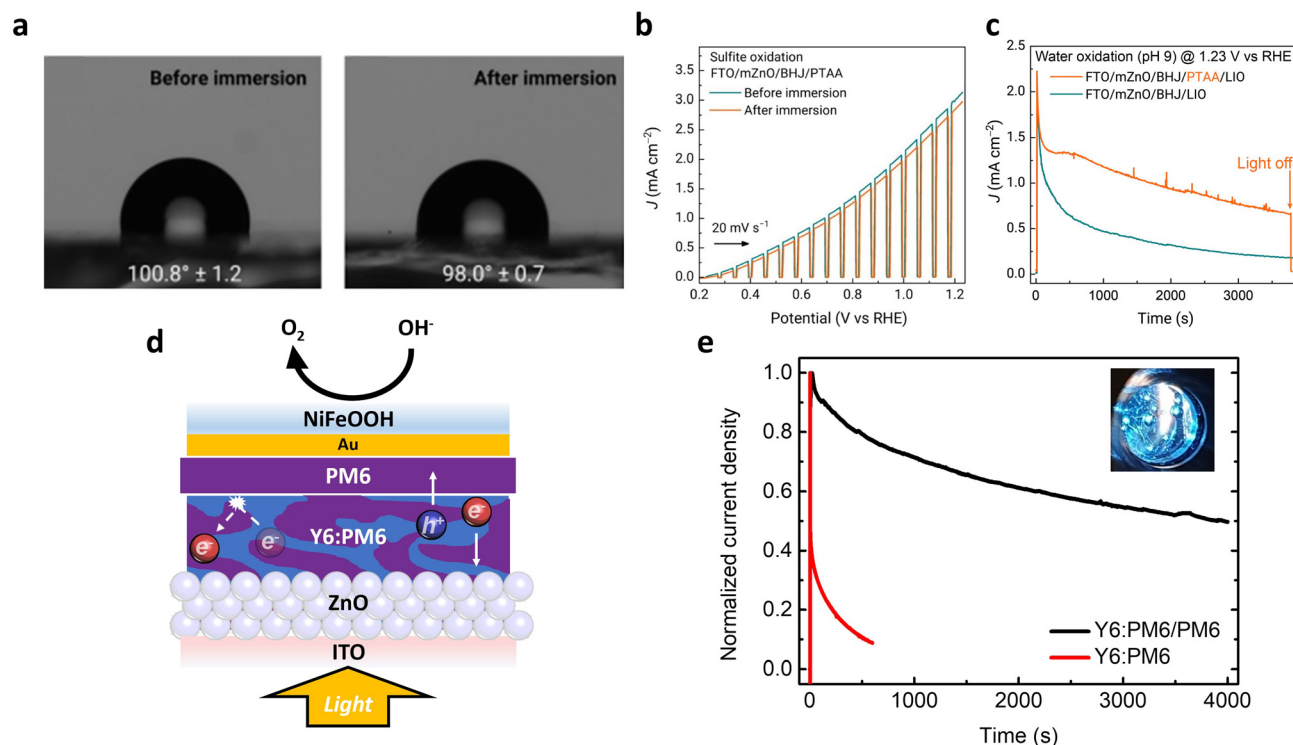 a
Before immersion
100.8° ± 1.2
After immersion
98.0° ± 0.7
b
Sulfite oxidation
FTO/mZnO/BHJ/PTAA
Before immersion
After immersion
20 mV s⁻¹
J (mA cm⁻²)
3.5
3.0
2.5
2.0
1.5
1.0
0.5
0.0
0.2 0.4 0.6 0.8 1.0 1.2
Potential (V vs RHE)
c
Water oxidation (pH 9) @ 1.23 V vs RHE
FTO/mZnO/BHJ/PTAA/LIO
FTO/mZnO/BHJ/LIO
Light off
J (mA cm⁻²)
2.5
2.0
1.5
1.0
0.5
0.0
0 1000 2000 3000
Time (s)
d
O₂ OH⁻
NiFeOOH
Au
PM6
Y6:PM6
e⁻ e⁻ h⁺ e⁻
ZnO
ITO
Light
e
Normalized current density
1.0
0.8
0.6
0.4
0.2
0.0
Y6:PM6/PM6
Y6:PM6
0 1000 2000 3000 4000
Time (s)